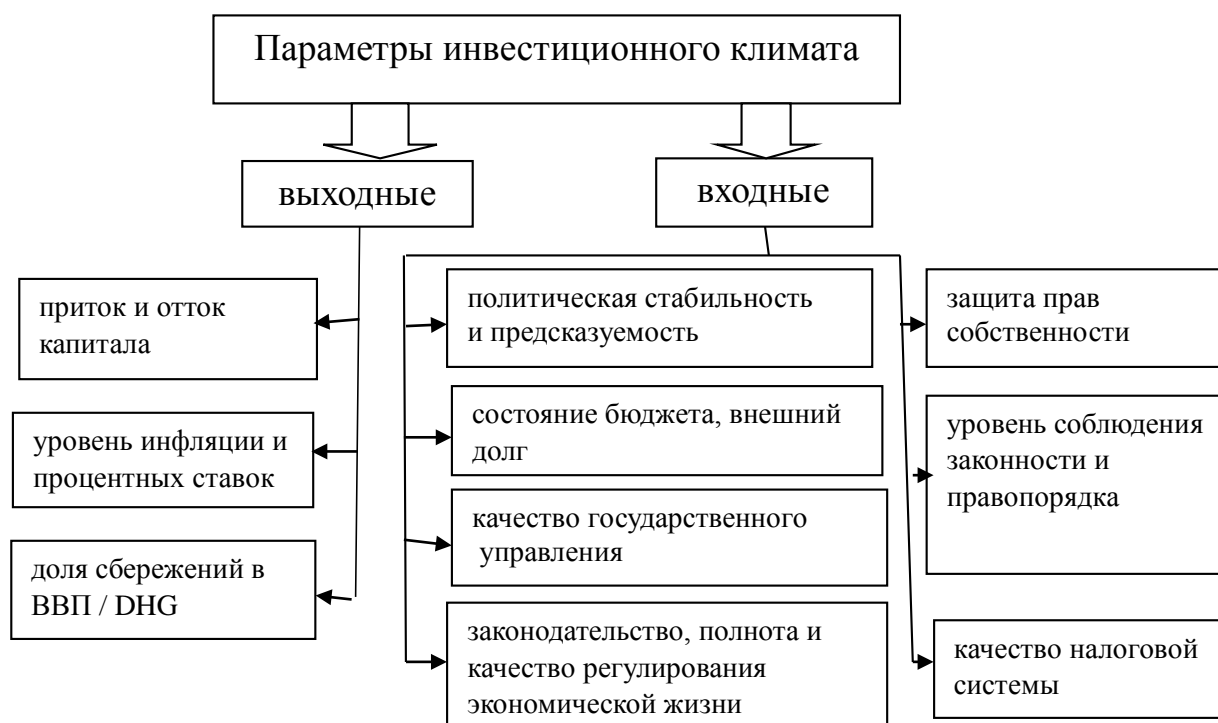 Параметры инвестиционного климата
выходные
входные
приток и отток
капитала
уровень инфляции и
процентных ставок
доля сбережений в
ВВП / DHG
политическая стабильность
и предсказуемость
состояние бюджета, внешний
долг
качество государственного
управления
законодательство, полнота и
качество регулирования
экономической жизни
защита прав
собственности
уровень соблюдения
законности и
правопорядка
качество налоговой
системы